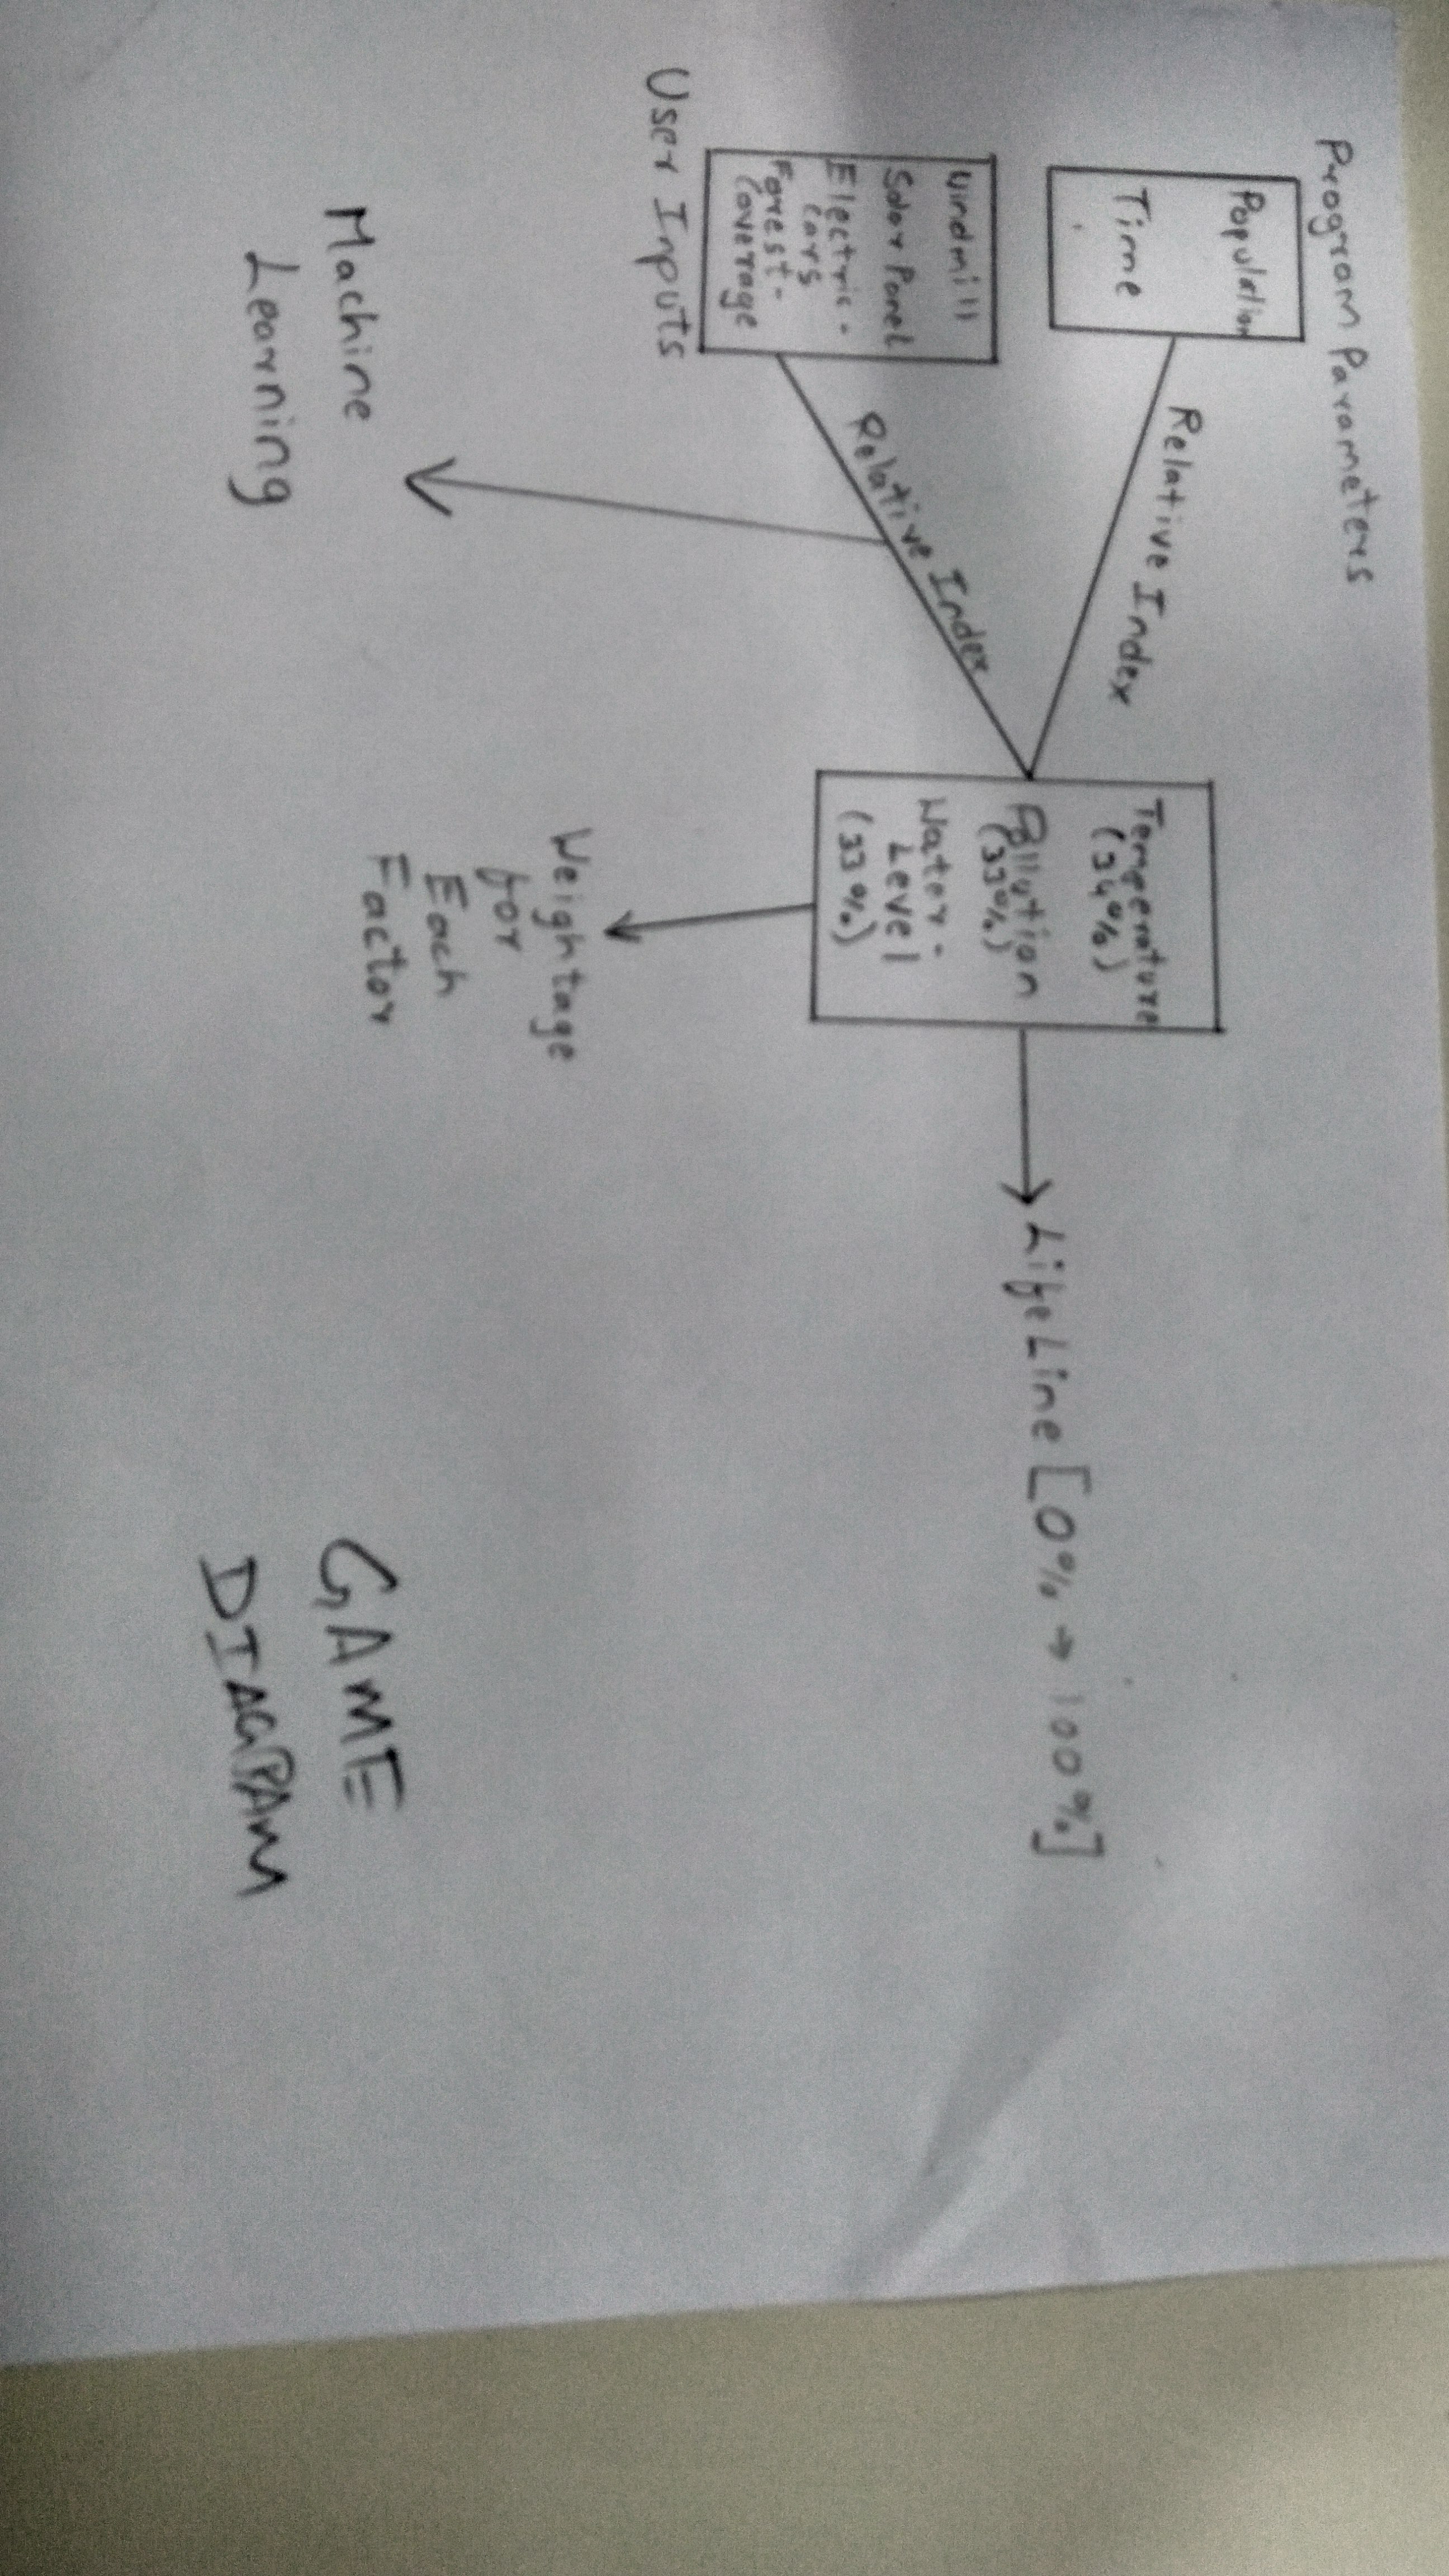 Program Parameters
Population
Time
Relative Index
Windmill
Solar Panel
Electric-
Cars
Forest-
Coverage
User Inputs
Relative Index
Machine
Learning
Temperature
(34%)
Pollution
(33%)
Water-
Level
(33%)
Weightage
for
Each
Factor
LifeLine [0% → 100%]
GAME
DIAGRAM